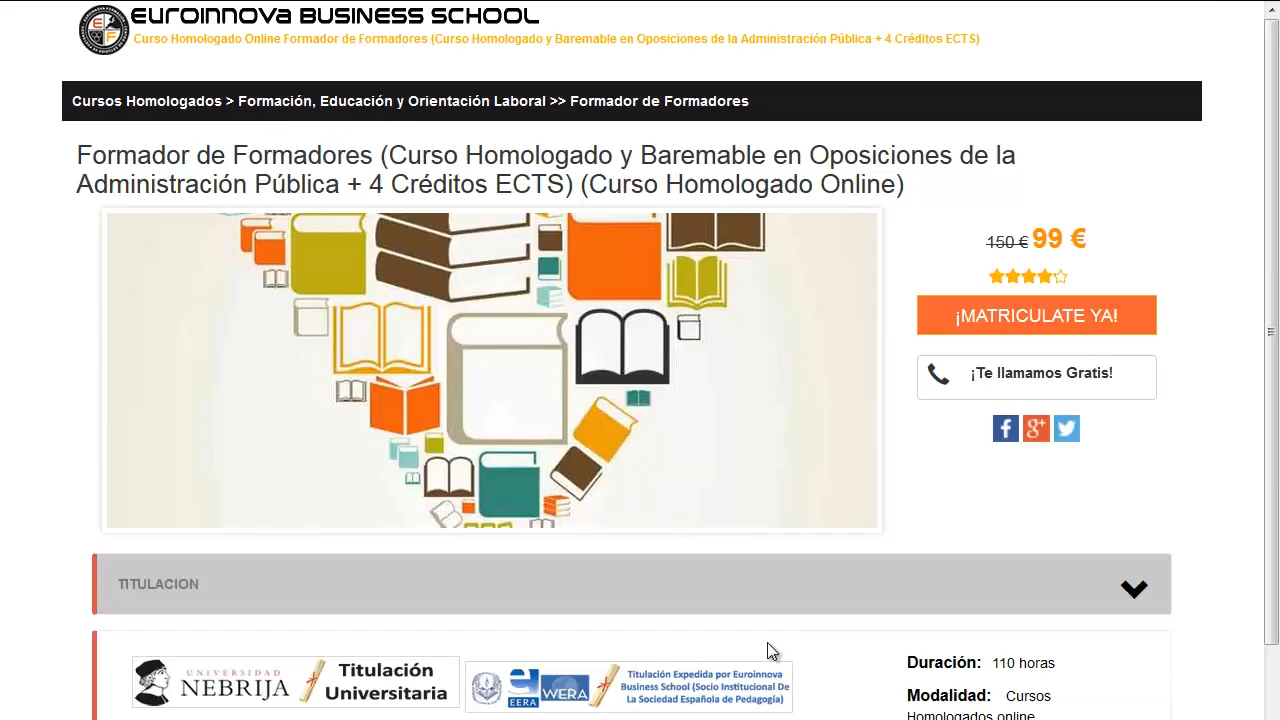 Euroinnova BUSINESS SCHOOL
Curso Homologado Online Formador de Formadores (Curso Homologado y Baremable en Oposiciones de la Administración Pública + 4 Créditos ECTS)
Cursos Homologados > Formación, Educación y Orientación Laboral >> Formador de Formadores
Formador de Formadores (Curso Homologado y Baremable en Oposiciones de la
Administración Pública + 4 Créditos ECTS) (Curso Homologado Online)
150 € 99 €
¡MATRICULATE YA!
¡Te llamamos Gratis!
TITULACION
UNIVERSIDAD
NEBRIJA
Titulación
Universitaria
EERA
WERA
Titulación Expedida por Euroinnova
Business School (Socio Institucional De
La Sociedad Española de Pedagogía)
Duración: 110 horas
Modalidad: Cursos
Homologados online